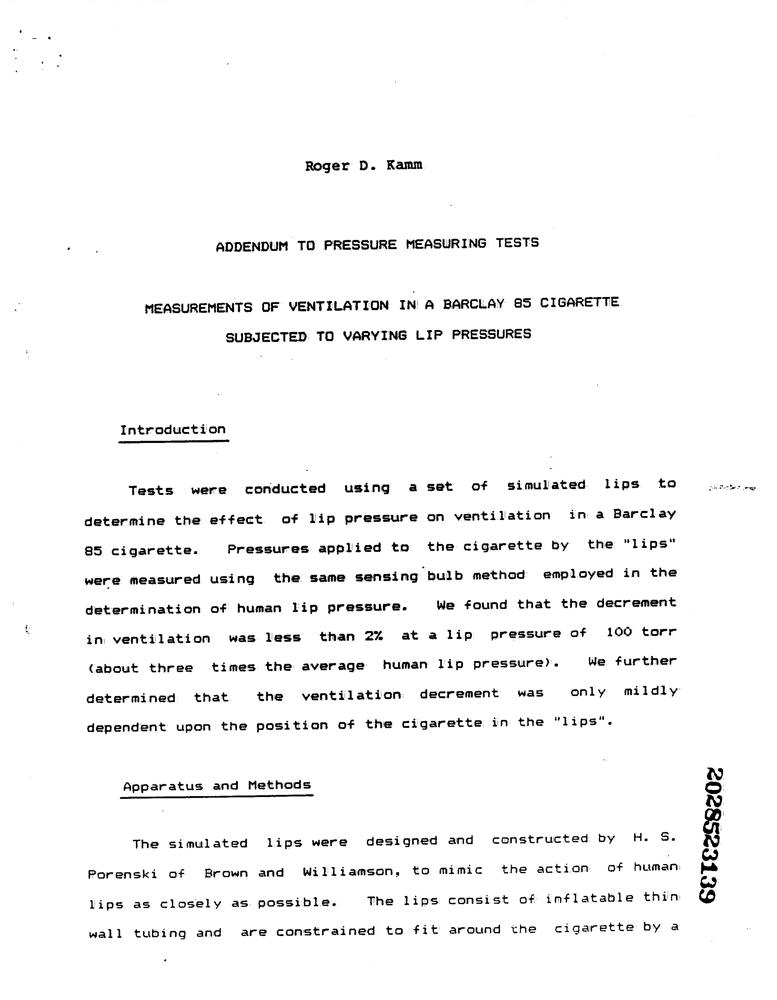 Roger D. Kamm
ADDENDUM TO PRESSURE MEASURING TESTS
MEASUREMENTS OF VENTILATION IN A BARCLAY 85 CIGARETTE
SUBJECTED TO VARYING LIP PRESSURES
Introduction
Tests were conducted using a set of simulated lips to
determine the effect of lip pressure on ventilation in a Barclay
85 cigarette. Pressures applied to the cigarette by the "lips"
were measured using the same sensing bulb method employed in the
determination of human lip pressure. We found that the decrement
in ventilation was less than 2% at a lip pressure of 100 torr
(about three times the average human lip pressure). We further
determined that the ventilation decrement was only mildly
dependent upon the position of the cigarette in the "lips".
Apparatus and Methods
The simulated lips were designed and constructed by H. S.
Porenski of Brown and Williamson, to mimic the action of human
lips as closely as possible. The lips consist of inflatable thin
wall tubing and are constrained to fit around the cigarette by a
2028523139